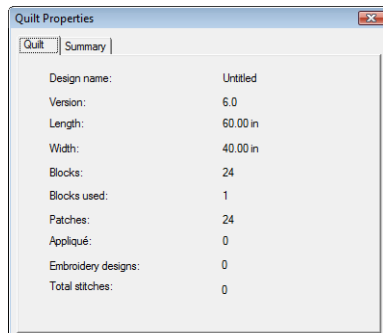 Quilt Properties
Quilt Summary
Design name: Untitled
Version: 6.0
Length: 60.00 in
Width: 40.00 in
Blocks: 24
Blocks used: 1
Patches: 24
Appliqué: 0
Embroidery designs: 0
Total stitches: 0